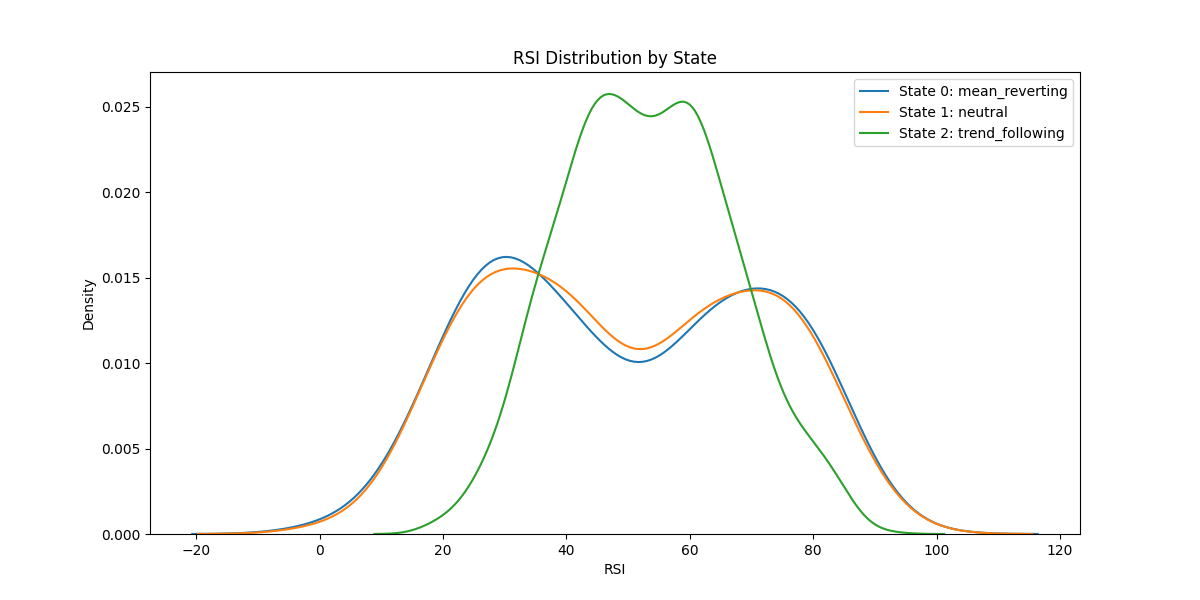 RSI Distribution by State
State 0: mean_reverting
State 1: neutral
State 2: trend_following
Density
0.025
0.020
0.015
0.010
0.005
0.000
−20
0
20
40
60
80
100
120
RSI